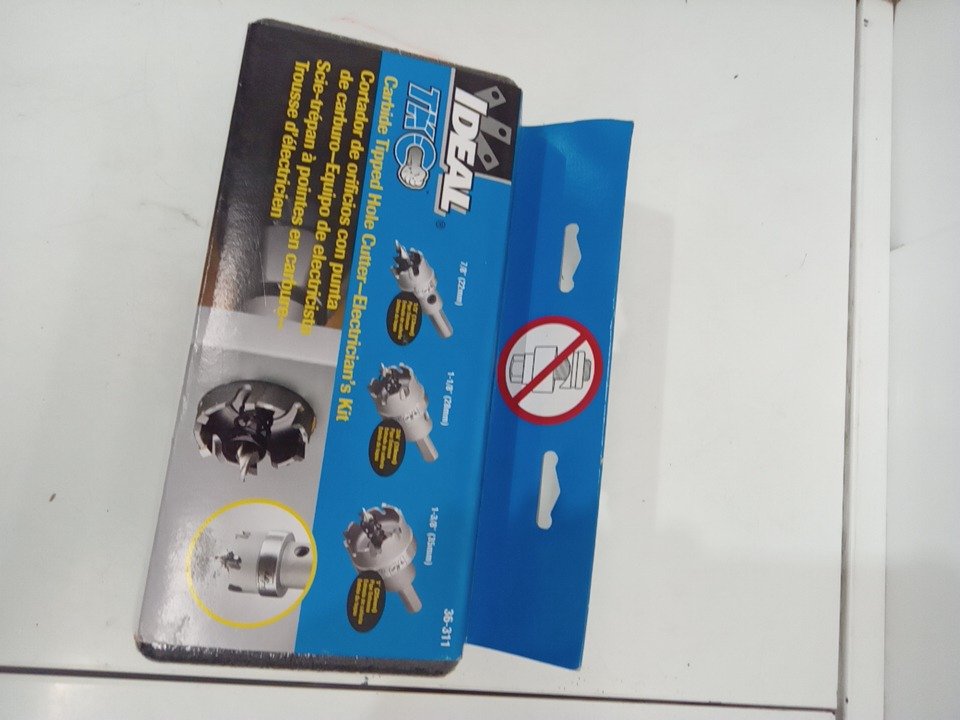 IDEAL®
TKO
Carbide Tipped Hole Cutter–Electrician's Kit
Cortador de orificios con punta
de carburo–Equipo de electricista
Scie-trépan à pointes en carbure–
Trousse d'électricien
7/8" (22mm)
1-1/8" (28mm)
1-3/8" (35mm)
36-311